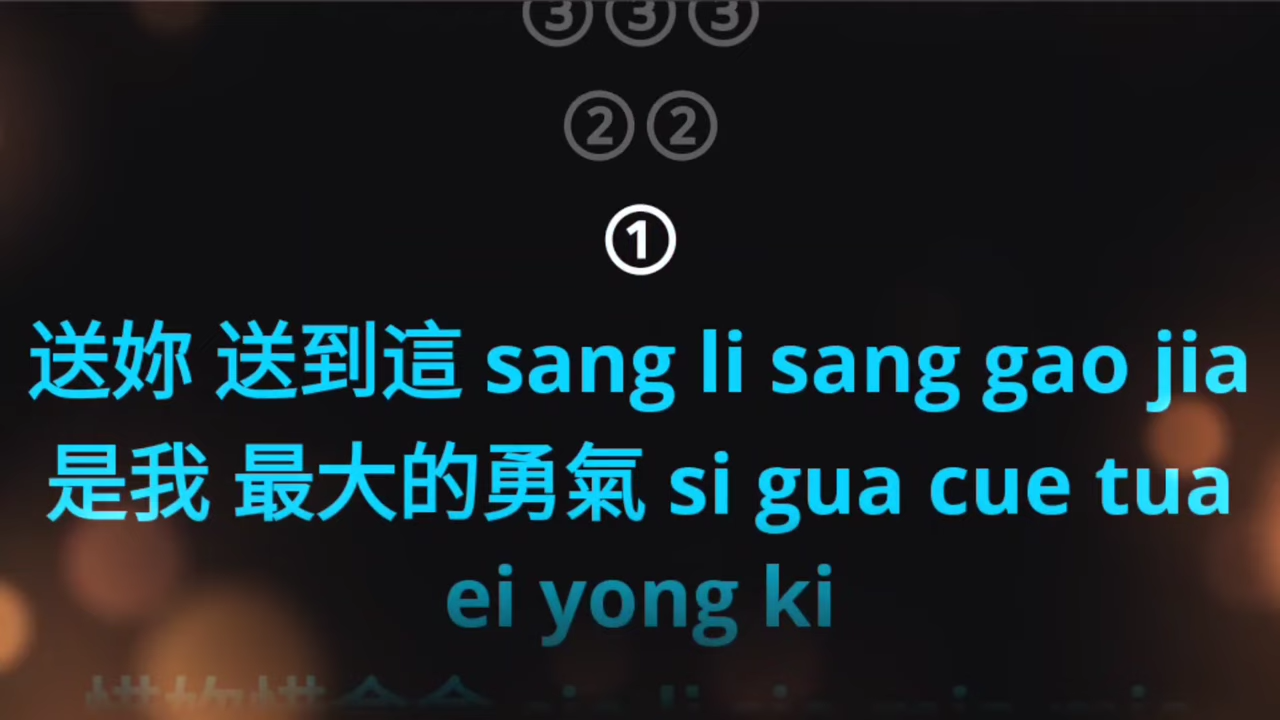 ③③③
②②
①
送妳 送到這 sang li sang gao jia
是我 最大的勇氣 si gua cue tua
ei yong ki